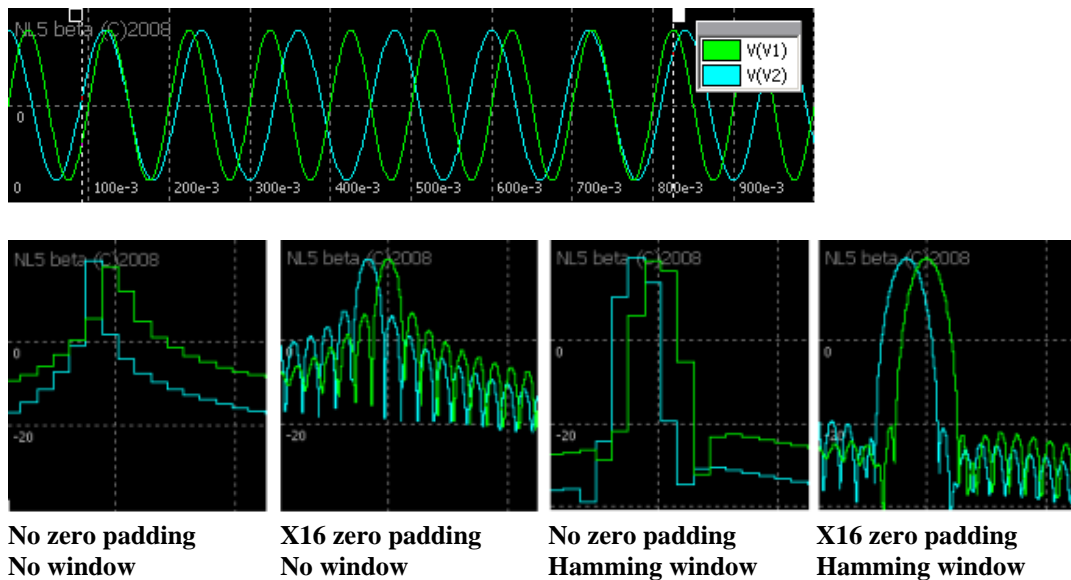 NL5 beta (C)2008
V(V1)
V(V2)
0
0 100e-3 200e-3 300e-3 400e-3 500e-3 600e-3 700e-3 800e-3 900e-3
NL5 beta (C)2008 NL5 beta (C)2008 NL5 beta (C)2008 NL5 beta (C)2008
0 0 0 0
-20 -20 -20 -20
No zero padding X16 zero padding No zero padding X16 zero padding
No window No window Hamming window Hamming window